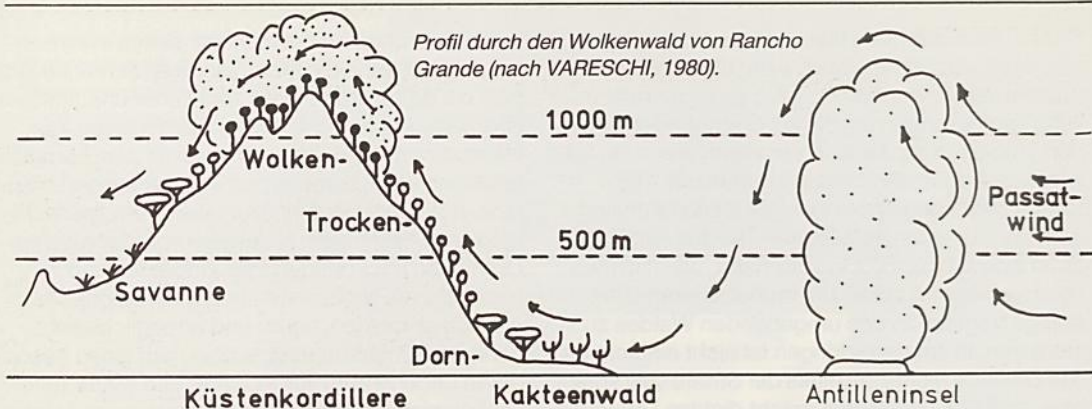 Profil durch den Wolkenwald von Rancho
Grande (nach VARESCHI, 1980).
1000 m
Wolken-
Trocken-
Passat-
wind
500 m
Savanne
Dorn-
Küstenkordillere
Kakteenwald
Antilleninsel